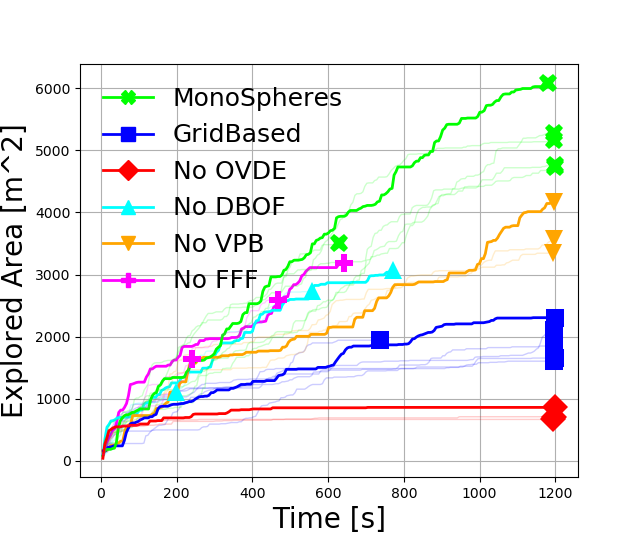 Explored Area [m^2]
6000
5000
4000
3000
2000
1000
0
MonoSpheres
GridBased
No OVDE
No DBOF
No VPB
No FFF
0 200 400 600 800 1000 1200
Time [s]